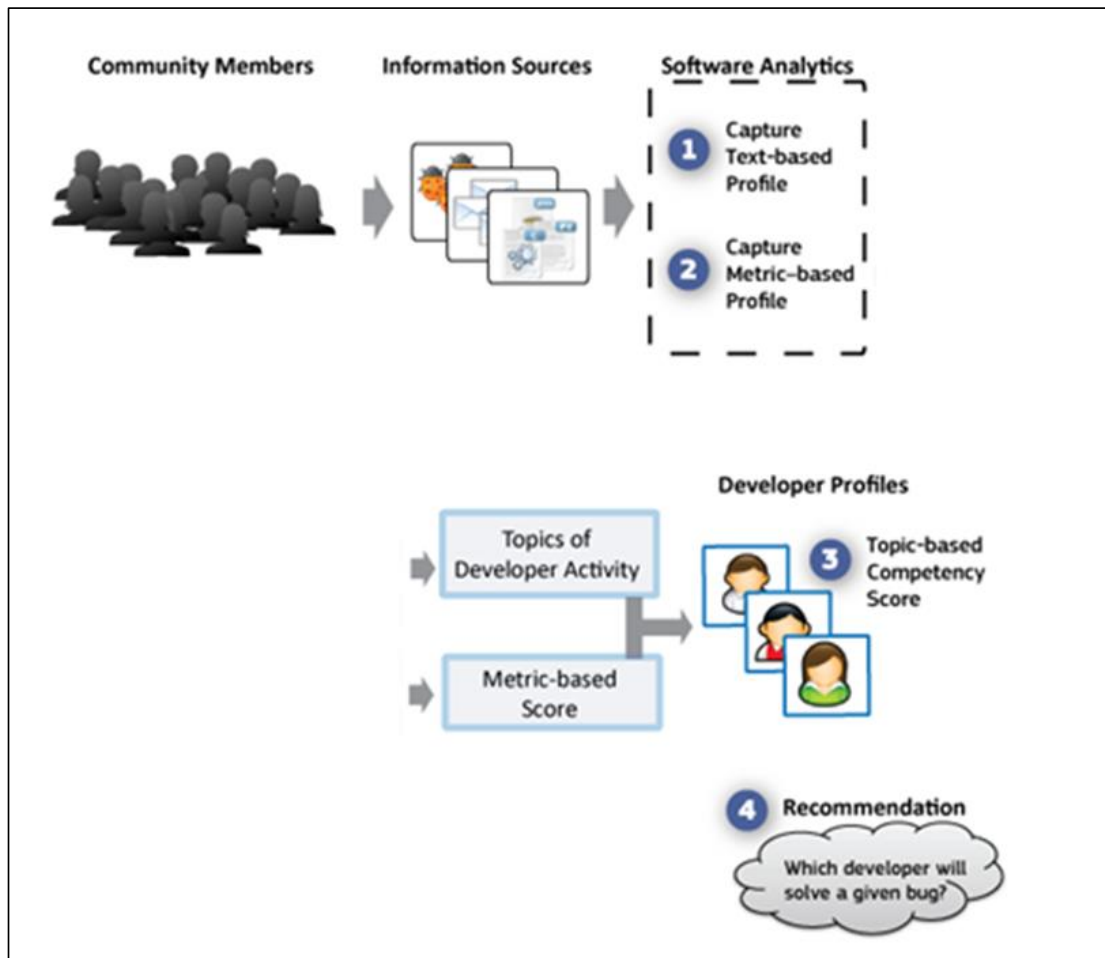 Community Members
Information Sources
Software Analytics
1
Capture
Text-based
Profile
2
Capture
Metric-based
Profile
Developer Profiles
Topics of
Developer Activity
3
Topic-based
Competency
Score
Metric-based
Score
4
Recommendation
Which developer will
solve a given bug?